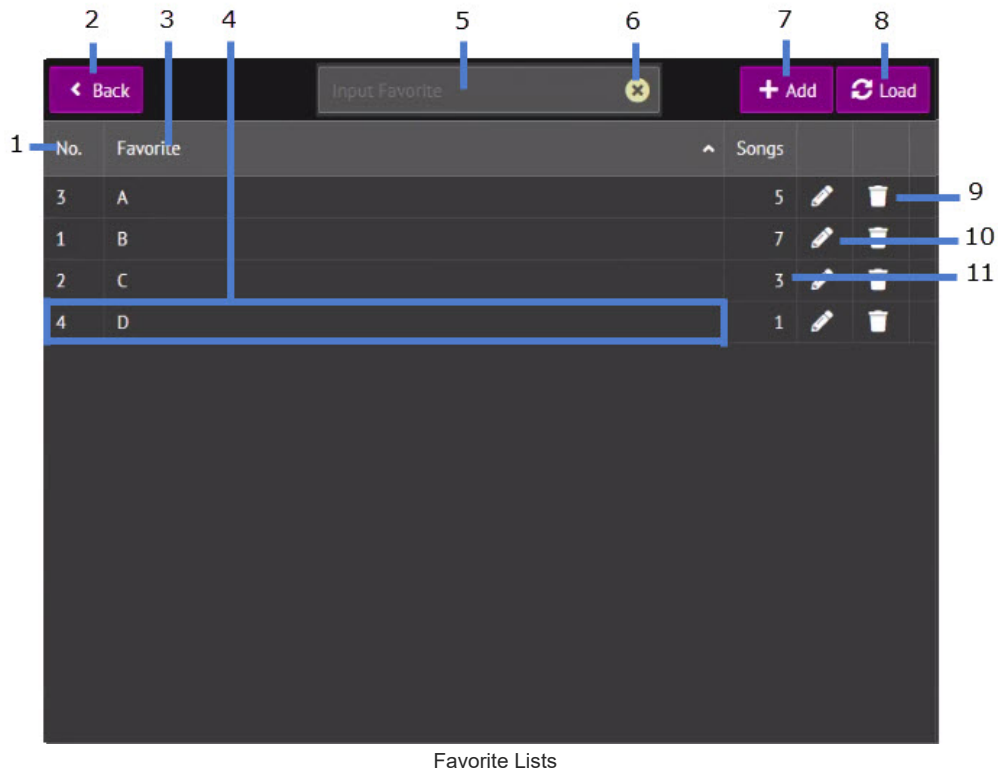 2 3 4 5 6 7 8
Back Input Favorite Add Load
1 No. Favorite Songs
3 A 5 9
1 B 7 10
2 C 3 11
4 D 1
Favorite Lists